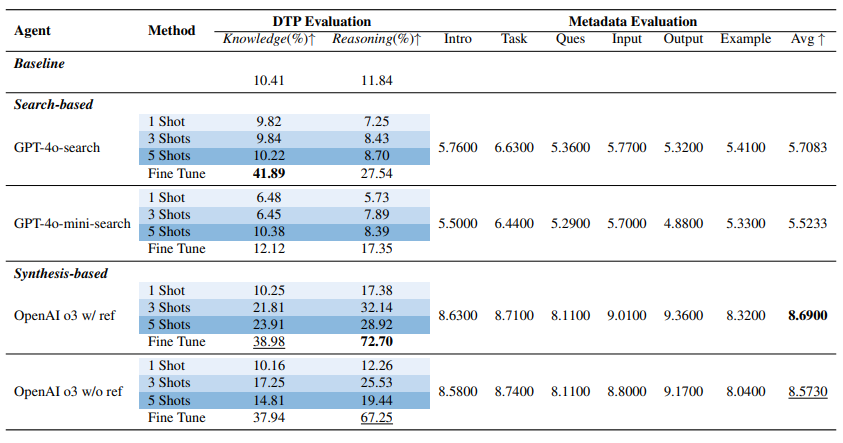 Agent Method DTP Evaluation Metadata Evaluation
Knowledge(%)↑ Reasoning(%)↑ Intro Task Ques Input Output Example Avg ↑
Baseline
10.41 11.84
Search-based
1 Shot 9.82 7.25
3 Shots 9.84 8.43
GPT-4o-search 5.7600 6.6300 5.3600 5.7700 5.3200 5.4100 5.7083
5 Shots 10.22 8.70
Fine Tune 41.89 27.54
1 Shot 6.48 5.73
3 Shots 6.45 7.89
GPT-4o-mini-search 5.5000 6.4400 5.2900 5.7000 4.8800 5.3300 5.5233
5 Shots 10.38 8.39
Fine Tune 12.12 17.35
Synthesis-based
1 Shot 10.25 17.38
3 Shots 21.81 32.14
OpenAI o3 w/ ref 8.6300 8.7100 8.1100 9.0100 9.3600 8.3200 8.6900
5 Shots 23.91 28.92
Fine Tune 38.98 72.70
1 Shot 10.16 12.26
3 Shots 17.25 25.53
OpenAI o3 w/o ref 8.5800 8.7400 8.1100 8.8000 9.1700 8.0400 8.5730
5 Shots 14.81 19.44
Fine Tune 37.94 67.25